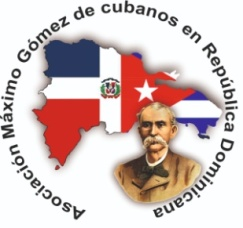 Asociación Máximo Gómez de cubanos en República Dominicana